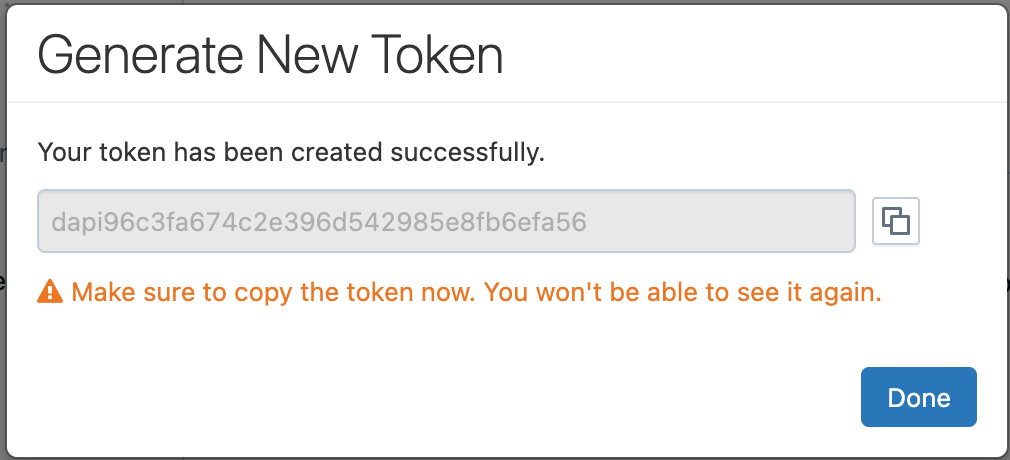 Generate New Token
Your token has been created successfully.
dapi96c3fa674c2e396d542985e8fb6efa56
Make sure to copy the token now. You won't be able to see it again.
Done